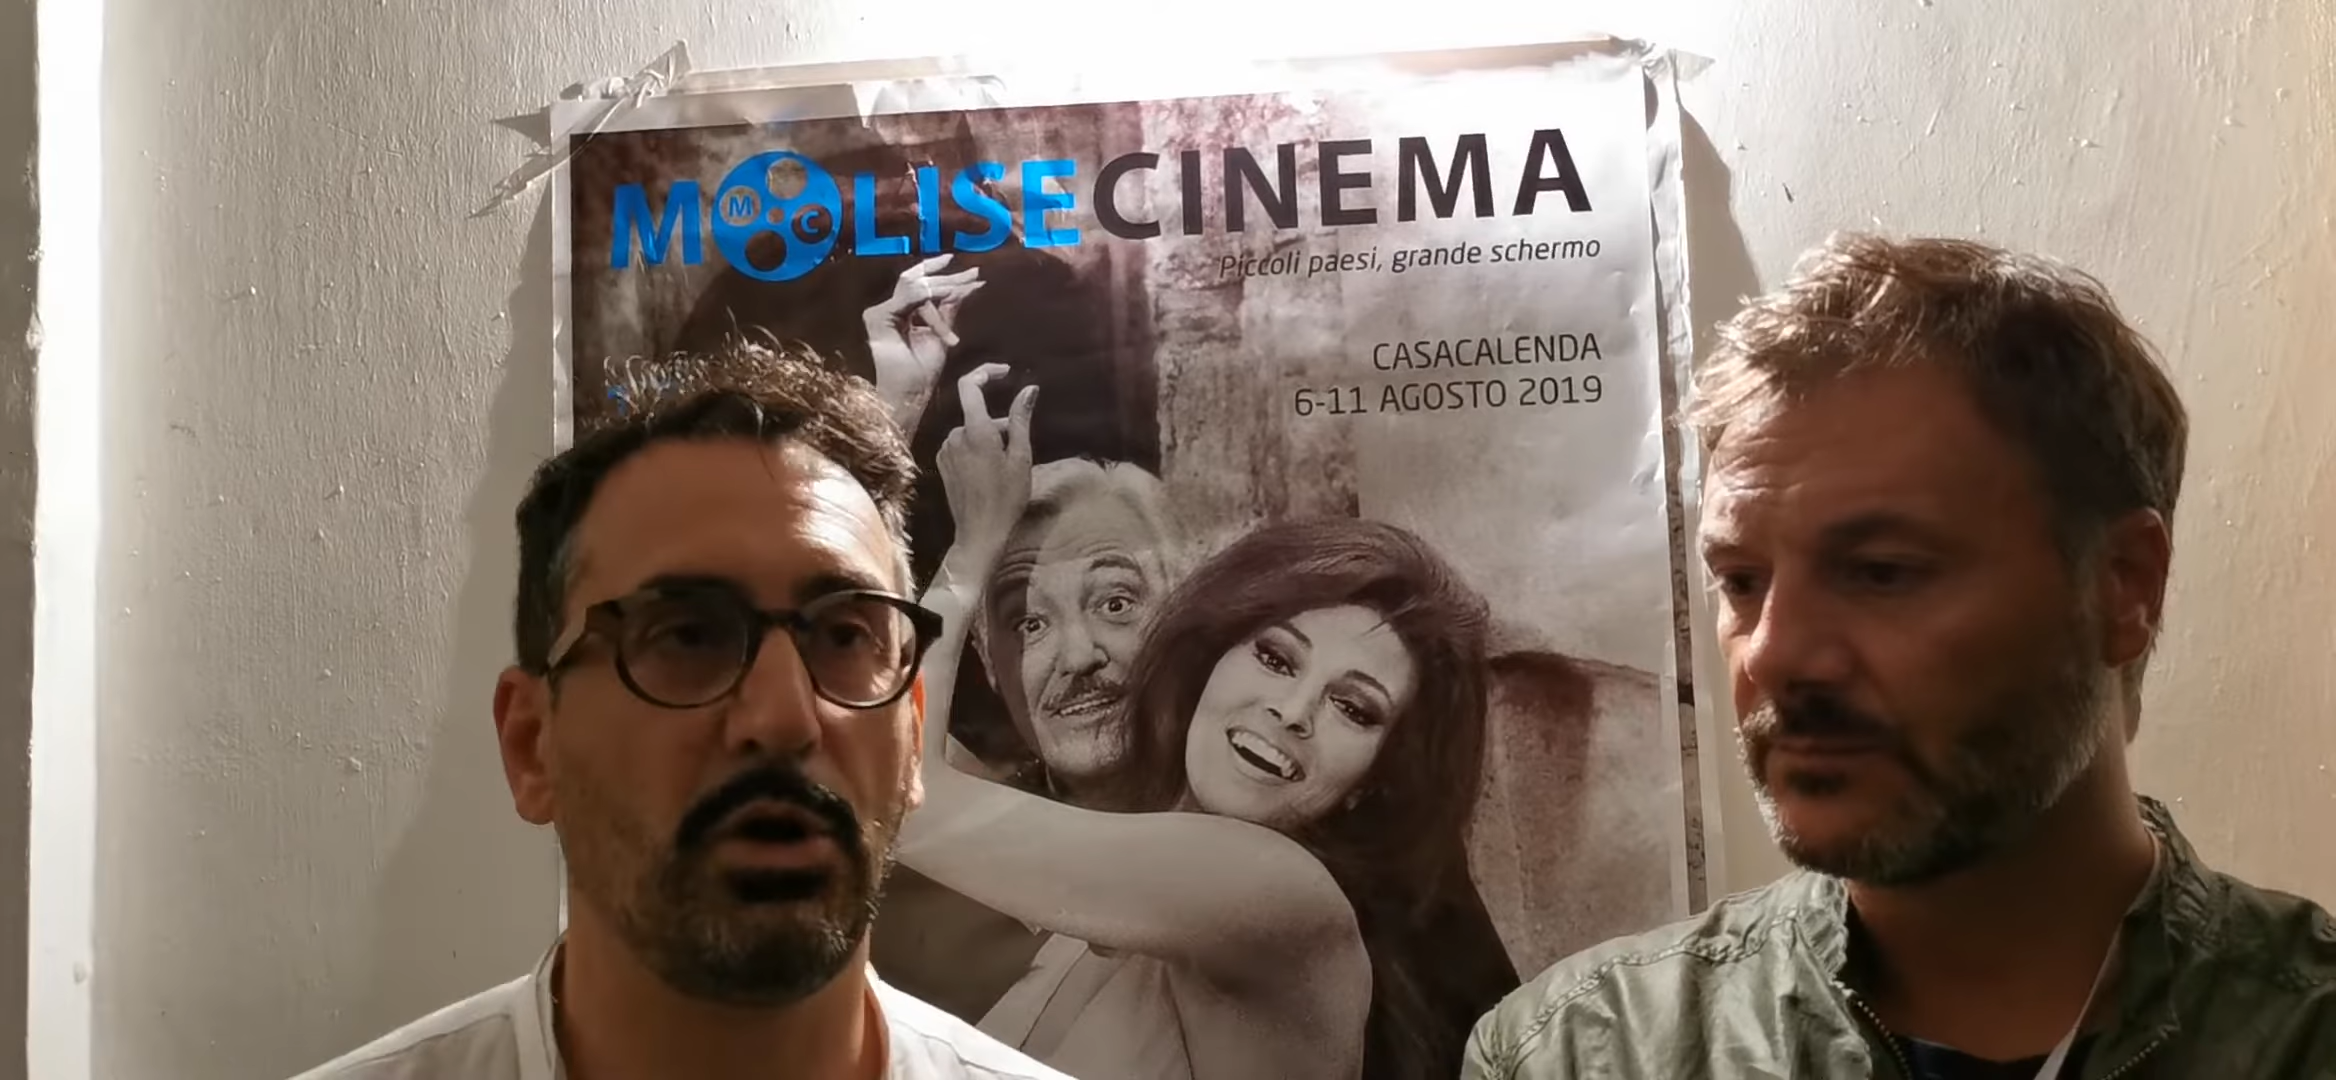 MOLISECINEMA
M C
Piccoli paesi, grande schermo
CASACALENDA
6-11 AGOSTO 2019